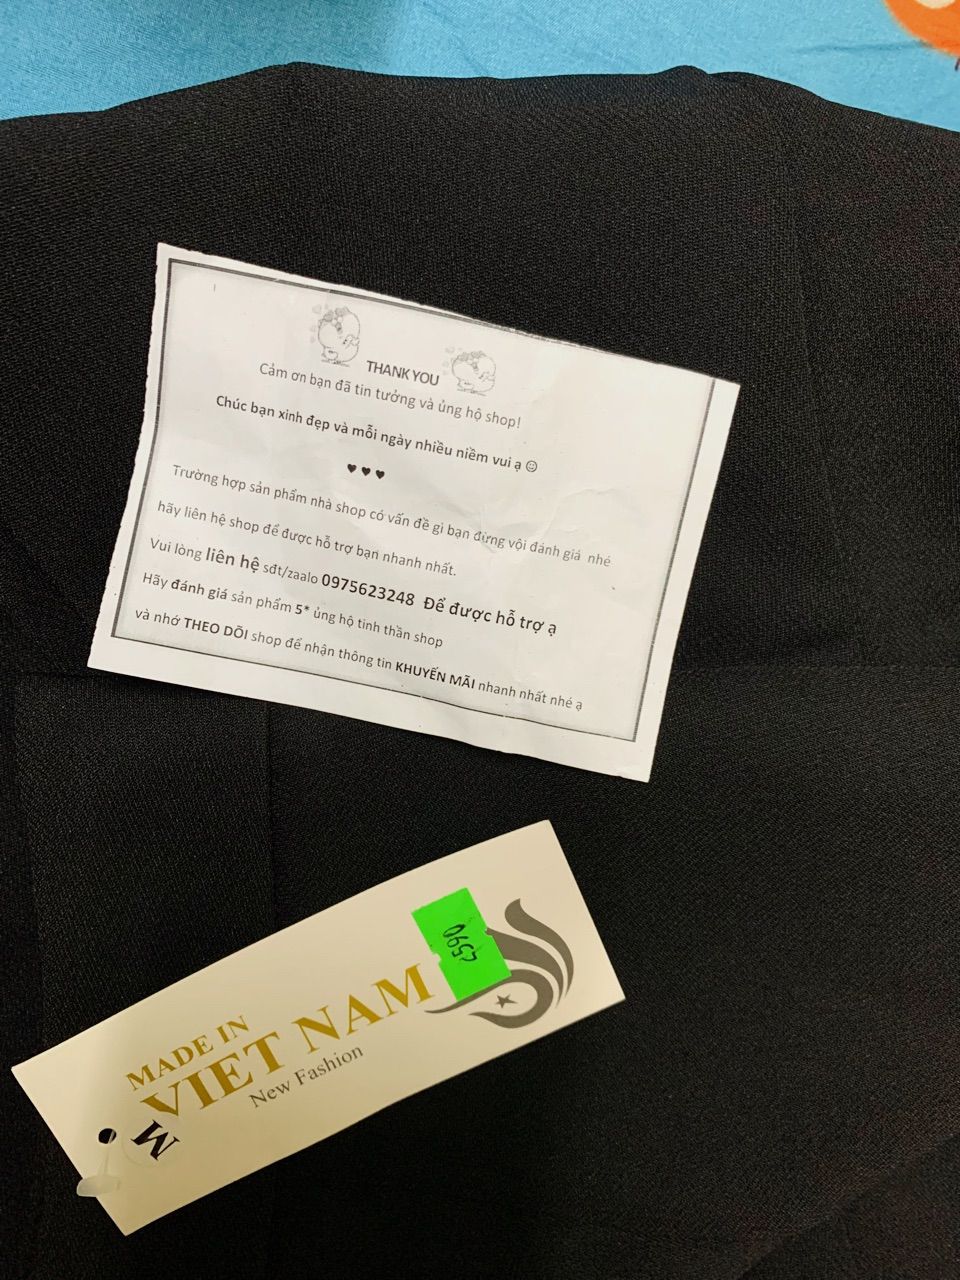 THANK YOU
Cảm ơn bạn đã tin tưởng và ủng hộ shop!
Chúc bạn xinh đẹp và mỗi ngày nhiều niềm vui ạ ☺
♥ ♥ ♥
Trường hợp sản phẩm nhà shop có vấn đề gì bạn đừng vội đánh giá nhé
hãy liên hệ shop để được hỗ trợ bạn nhanh nhất.
Vui lòng liên hệ sđt/zaalo 0975623248 Để được hỗ trợ ạ
Hãy đánh giá sản phẩm 5* ủng hộ tinh thần shop
và nhớ THEO DÕI shop để nhận thông tin KHUYẾN MÃI nhanh nhất nhé ạ
MADE IN
VIET NAM
New Fashion
M